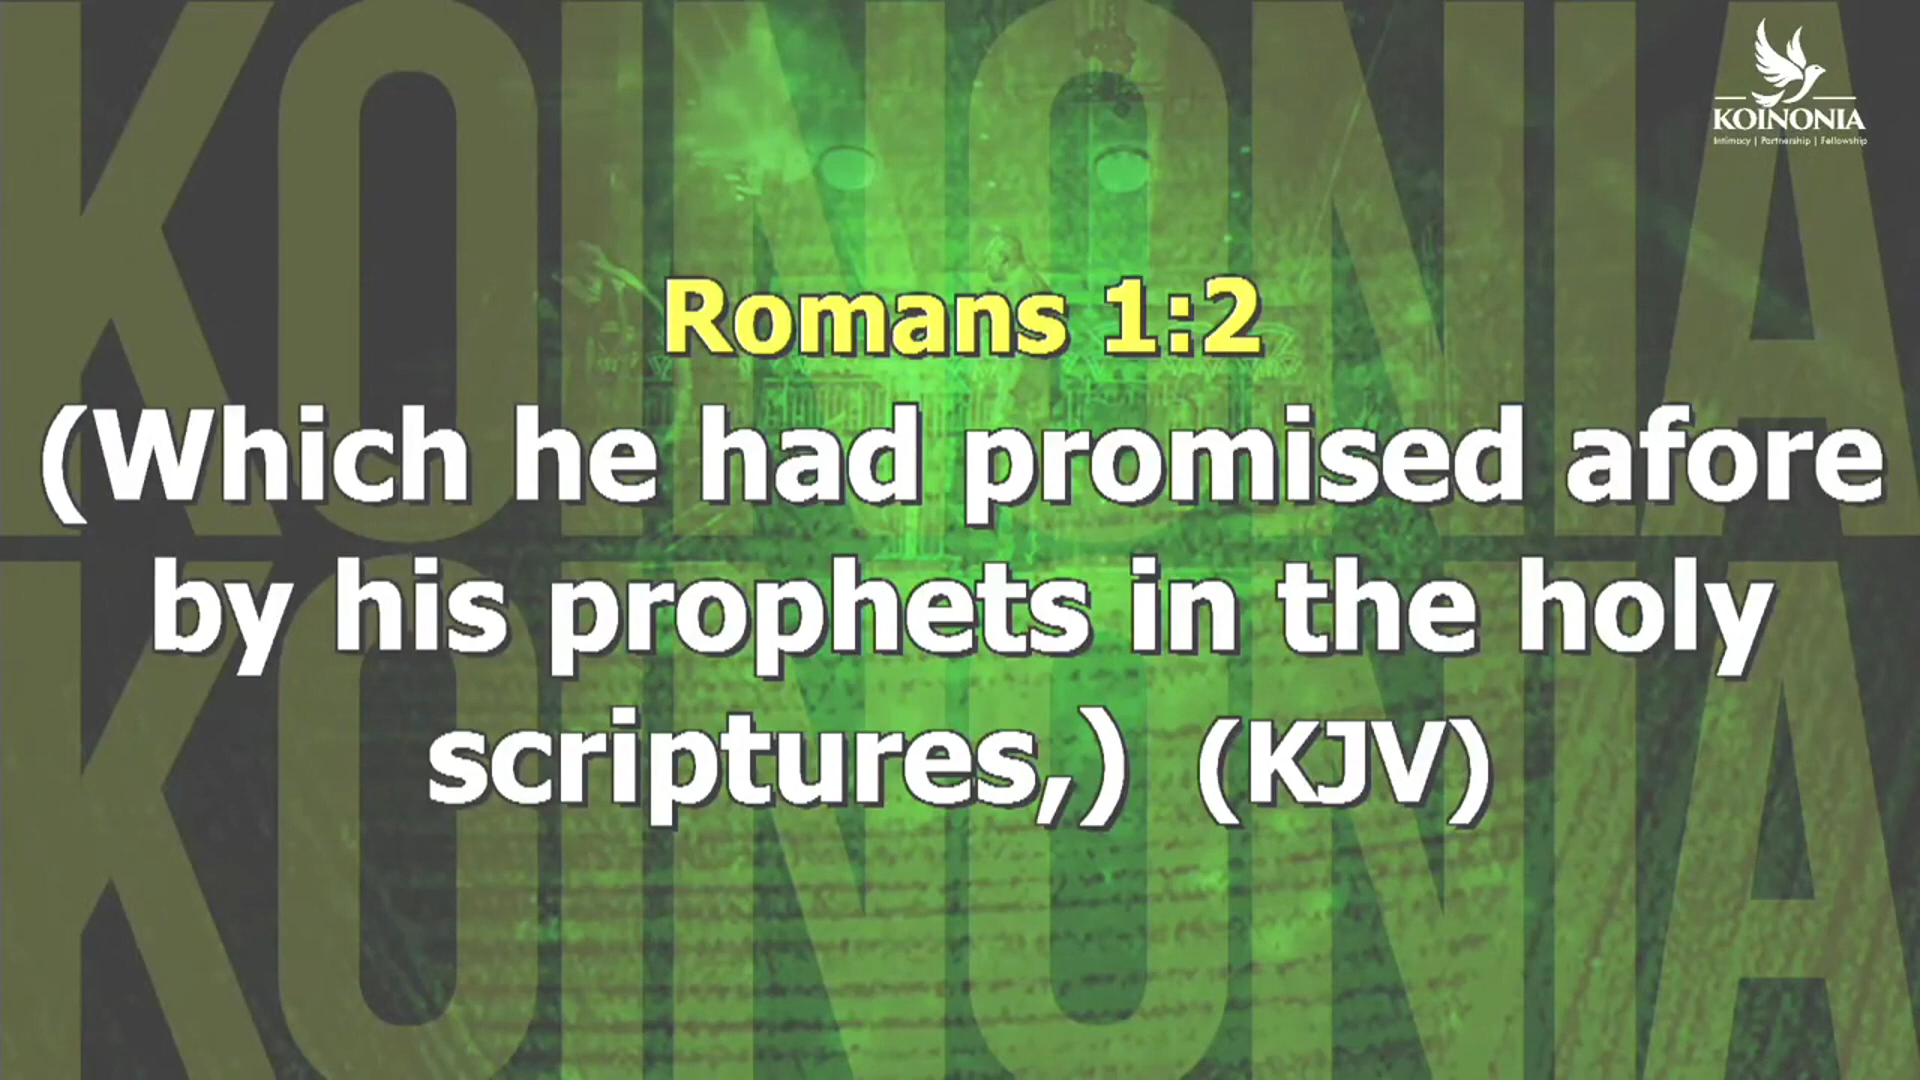 KOINONIA
KOINONIA
Intimacy | Partnership | Fellowship
Romans 1:2
(Which he had promised afore
by his prophets in the holy
scriptures,) (KJV)
KOINONIA